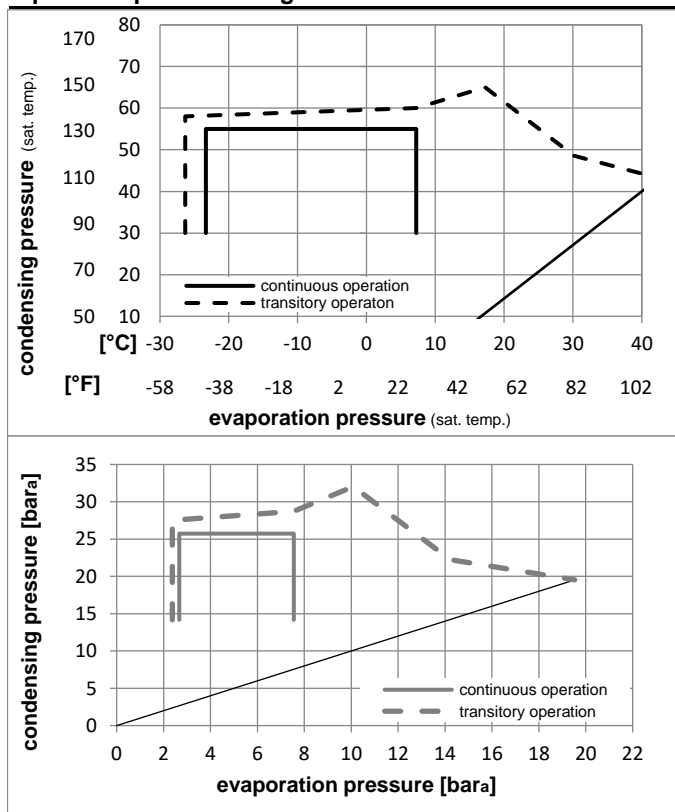 170 80
150 70
60
130 50
110 40
90 30
70 20
50 10
condensing pressure (sat. temp.)
continuous operation
transitory operaton
[°C] -30 -20 -10 0 10 20 30 40
[°F] -58 -38 -18 2 22 42 62 82 102
evaporation pressure (sat. temp.)
35
30
25
20
15
10
5
0
condensing pressure [bara]
continuous operation
transitory operation
0 2 4 6 8 10 12 14 16 18 20 22
evaporation pressure [bara]